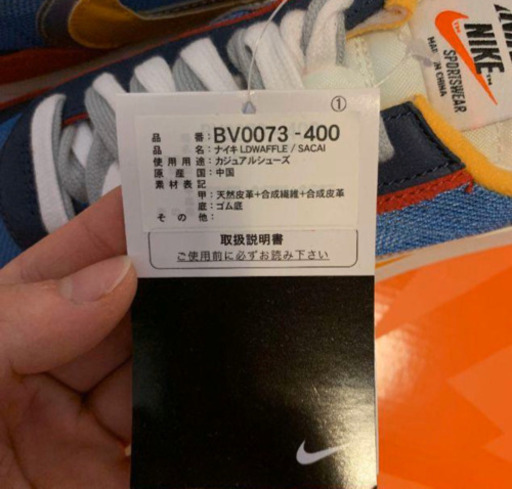 ①
品 番：BV0073 -400
品 名：ナイキ LDWAFFLE / SACAI
使用用途：カジュアルシューズ
原産国：中国
素材表記
甲：天然皮革+合成繊維+合成皮革
底：ゴム底
その他：
取扱説明書
ご使用前に必ずお読み下さい
NIKE...
SPORTSWEAR
MADE IN CHINA